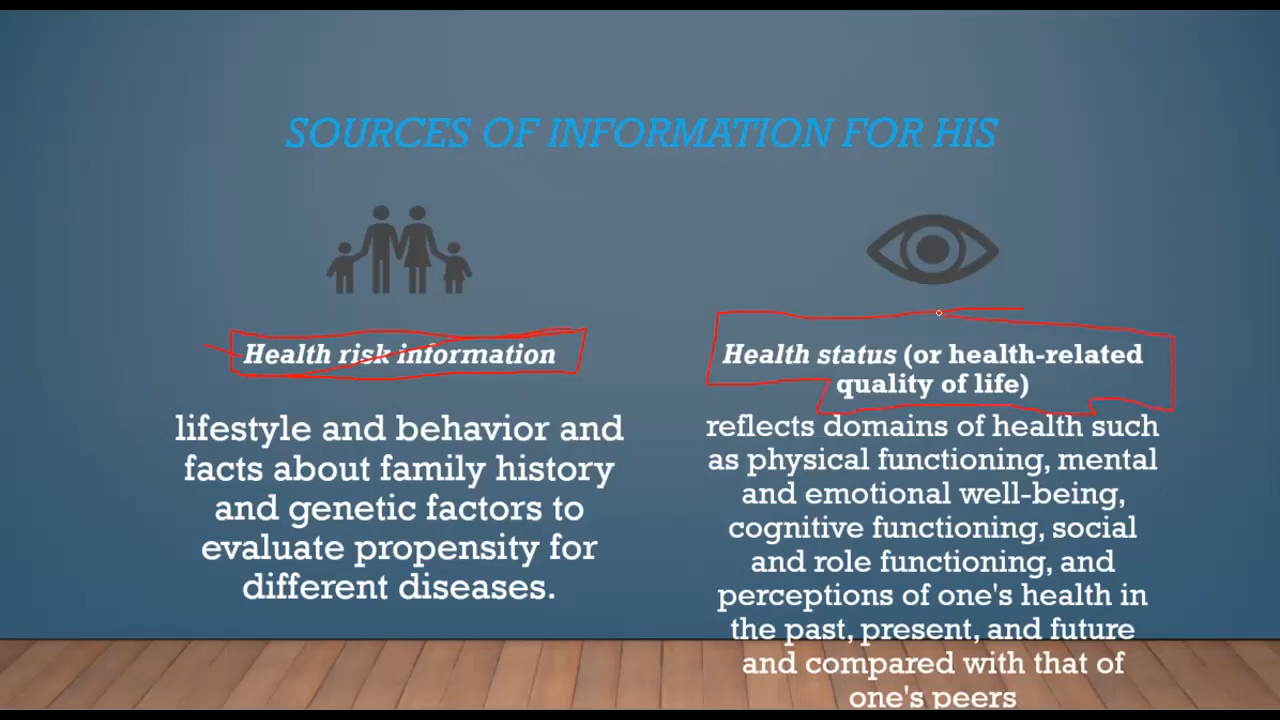 SOURCES OF INFORMATION FOR HIS
Health risk information
lifestyle and behavior and
facts about family history
and genetic factors to
evaluate propensity for
different diseases.
Health status (or health-related
quality of life)
reflects domains of health such
as physical functioning, mental
and emotional well-being,
cognitive functioning, social
and role functioning, and
perceptions of one's health in
the past, present, and future
and compared with that of
one's peers